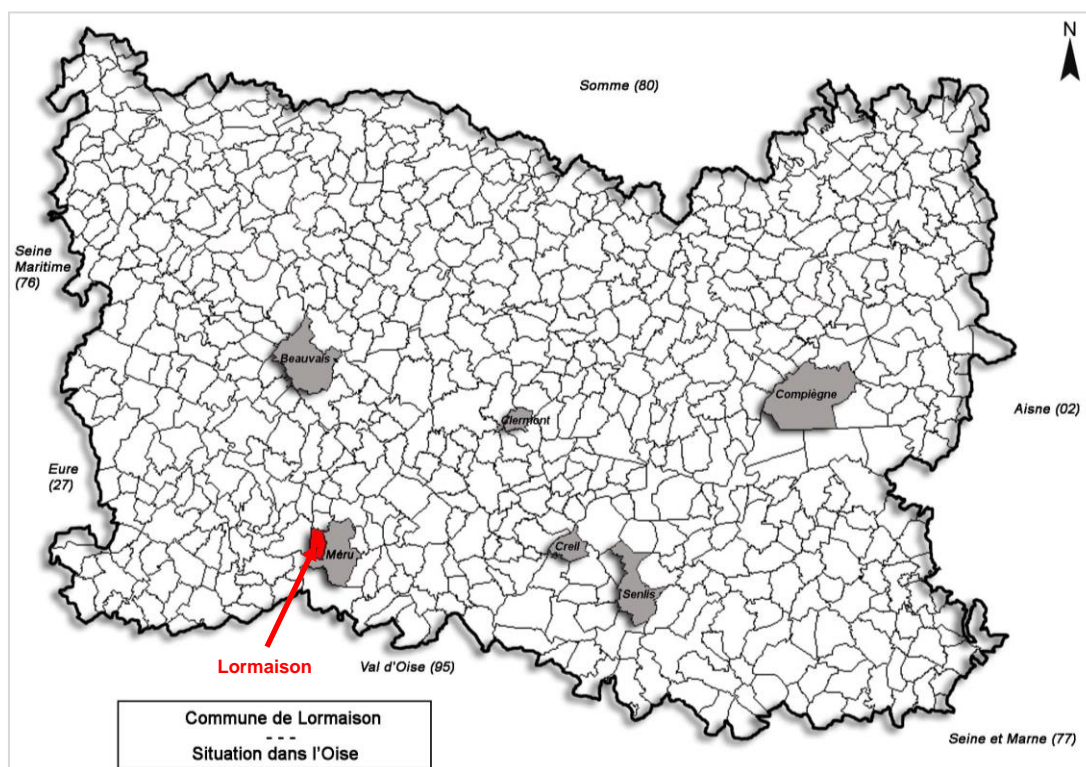 N
Somme (80)
Seine
Maritime
(76)
Beauvais
Compiègne
Aisne (02)
Clermont
Eure
(27)
Méru
Creil
Senlis
Lormaison
Val d'Oise (95)
Commune de Lormaison
- - -
Situation dans l'Oise
Seine et Marne (77)